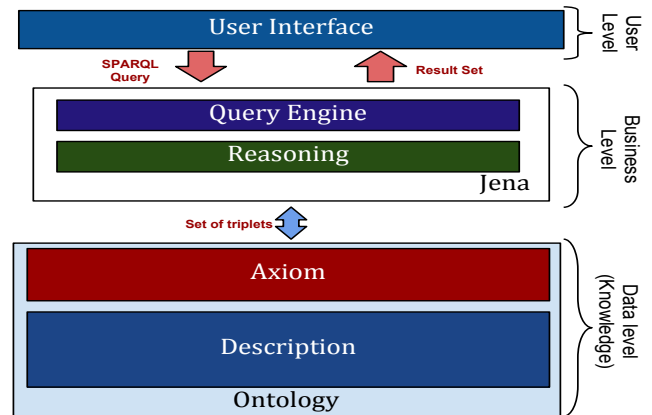 User Interface
User
Level
SPARQL
Query
Result Set
Query Engine
Reasoning
Jena
Business
Level
Set of triplets
Axiom
Description
Ontology
Data level
(Knowledge)